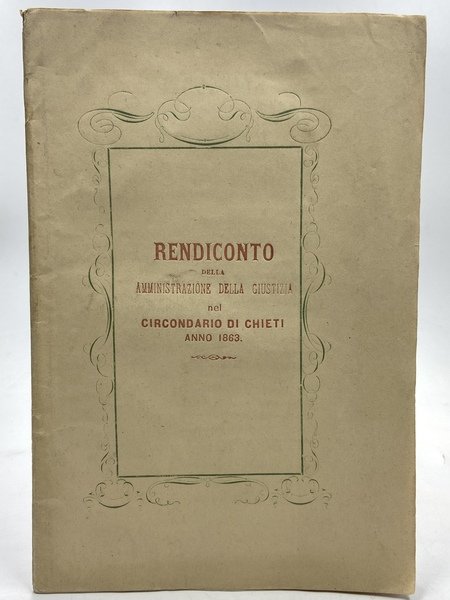 RENDICONTO
DELLA
AMMINISTRAZIONE DELLA GIUSTIZIA
nel
CIRCONDARIO DI CHIETI
ANNO 1863.